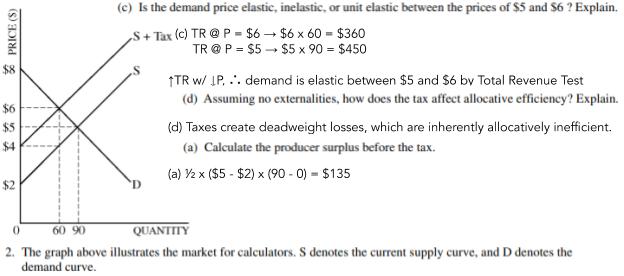 (c) Is the demand price elastic, inelastic, or unit elastic between the prices of $5 and $6 ? Explain.
PRICE ($)
S + Tax
(c) TR @ P = $6 → $6 x 60 = $360
TR @ P = $5 → $5 x 90 = $450
$8
S
↑TR w/ ↓P, ∴ demand is elastic between $5 and $6 by Total Revenue Test
(d) Assuming no externalities, how does the tax affect allocative efficiency? Explain.
$6
$5
(d) Taxes create deadweight losses, which are inherently allocatively inefficient.
$4
(a) Calculate the producer surplus before the tax.
(a) ½ x ($5 - $2) x (90 - 0) = $135
$2
D
0 60 90 QUANTITY
2. The graph above illustrates the market for calculators. S denotes the current supply curve, and D denotes the
demand curve.